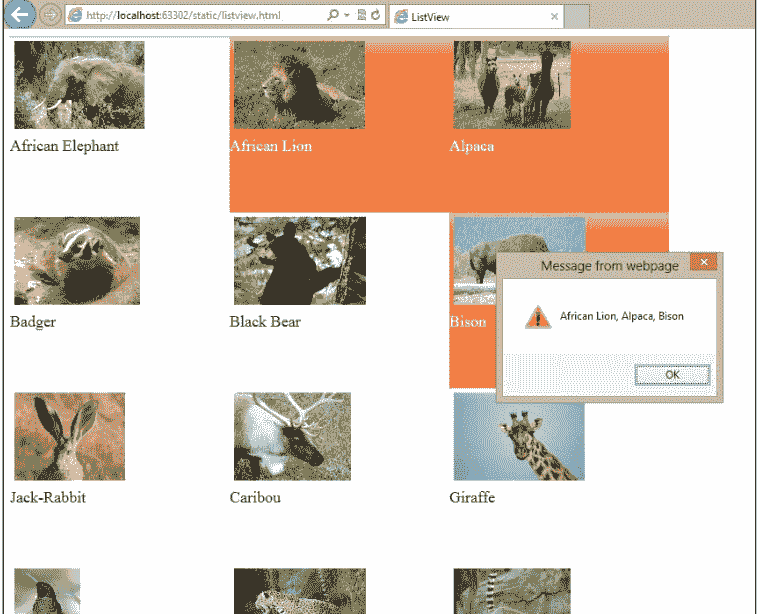 http://localhost:63302/static/listview.html
ListView
African Elephant
African Lion
Alpaca
Badger
Black Bear
Bison
Message from webpage
African Lion, Alpaca, Bison
OK
Jack-Rabbit
Caribou
Giraffe